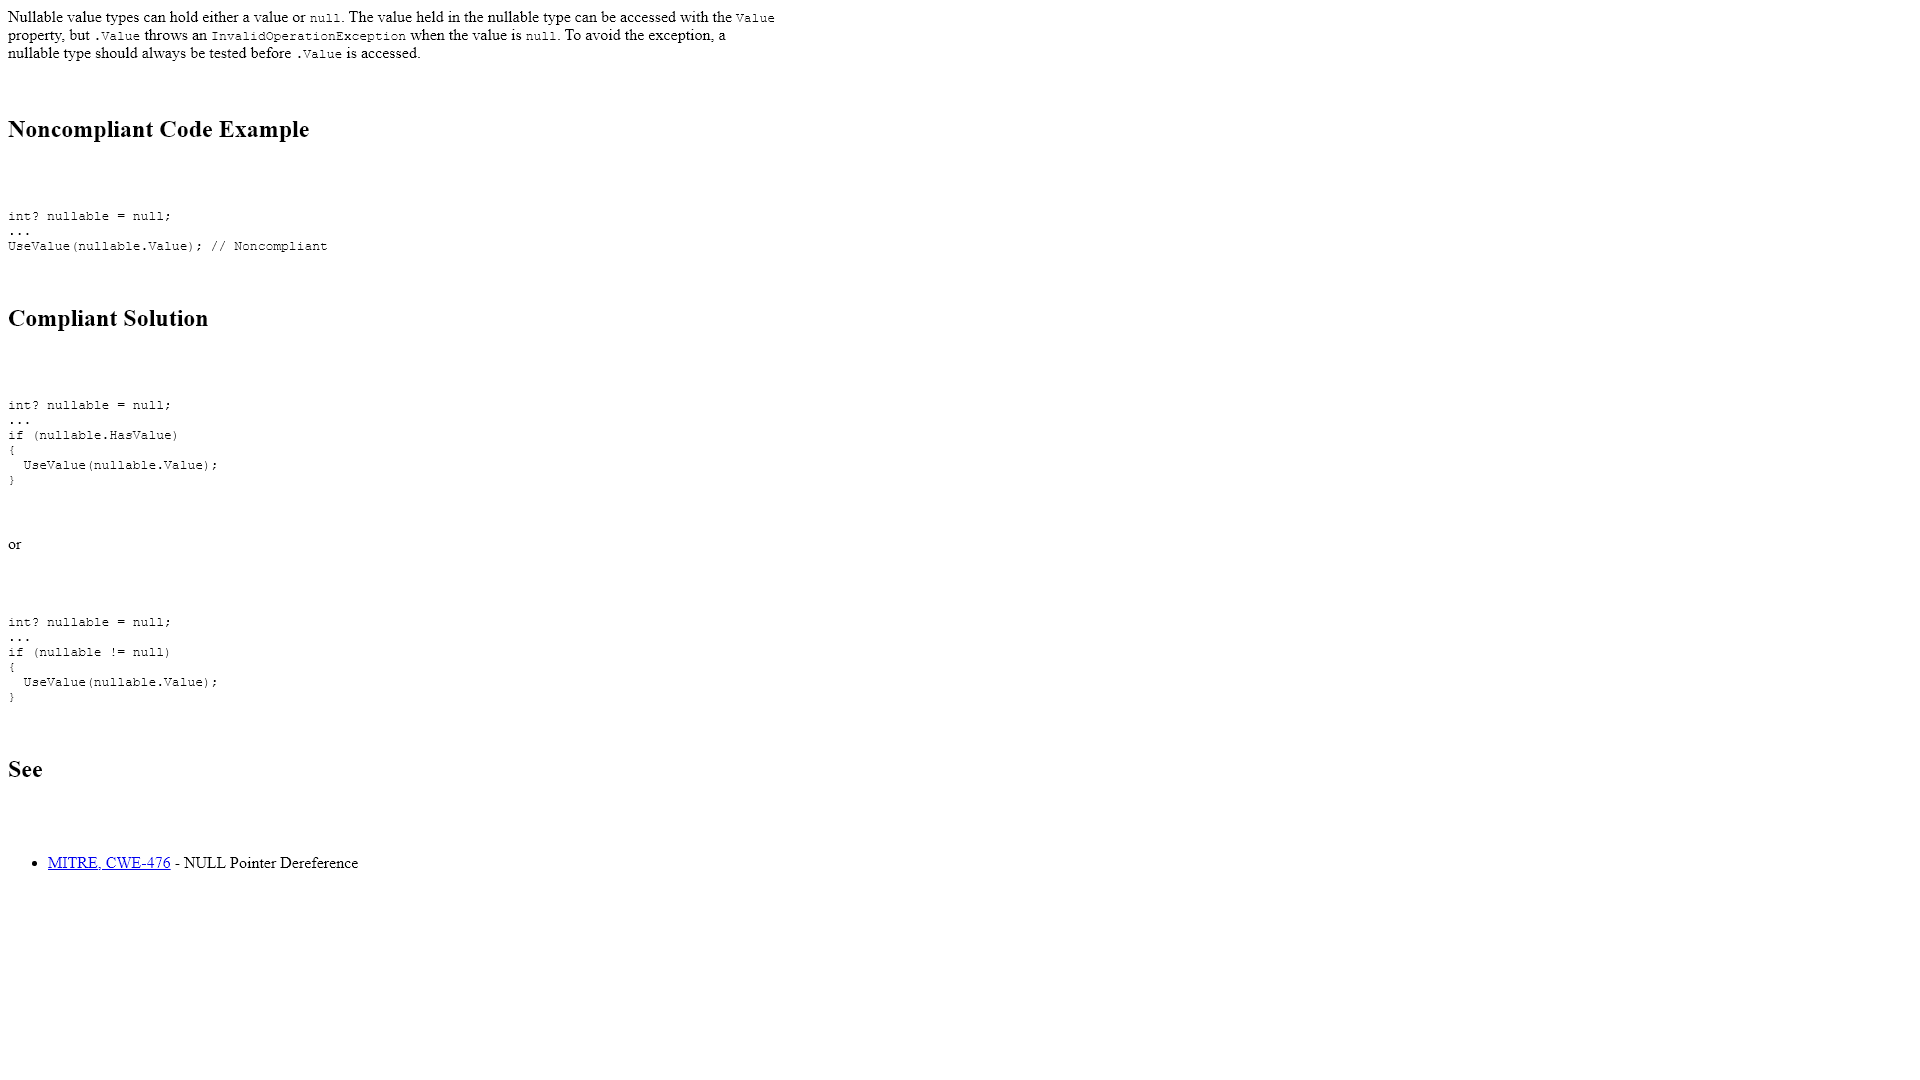 Nullable value types can hold either a value or null. The value held in the nullable type can be accessed with the Value
property, but .Value throws an InvalidOperationException when the value is null. To avoid the exception, a
nullable type should always be tested before .Value is accessed.
Noncompliant Code Example
int? nullable = null;
...
UseValue(nullable.Value); // Noncompliant
Compliant Solution
int? nullable = null;
...
if (nullable.HasValue)
{
  UseValue(nullable.Value);
}
or
int? nullable = null;
...
if (nullable != null)
{
  UseValue(nullable.Value);
}
See
• MITRE, CWE-476 - NULL Pointer Dereference